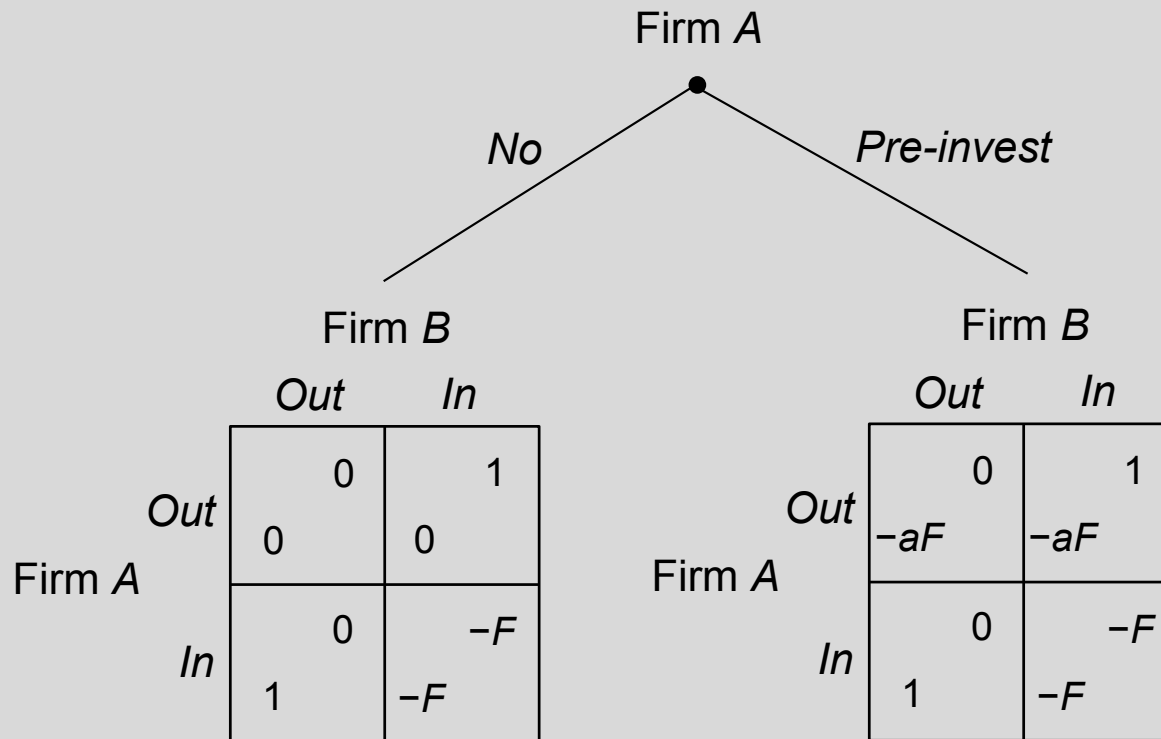 Firm A
No
Pre-invest
Firm B
Firm B
Out In
Out In
0 1
0 1
Out
Out
0 0
−aF −aF
Firm A
Firm A
0 −F
0 −F
In
In
1 −F
1 −F